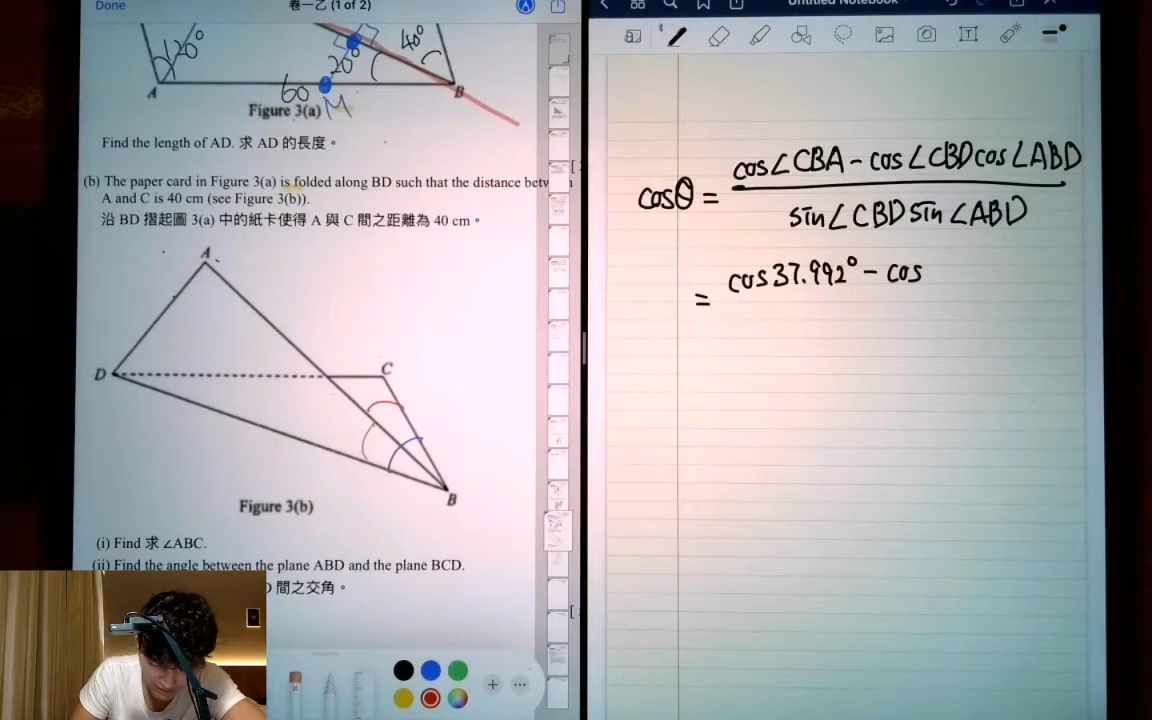 Done
卷一乙 (1 of 2)
Untitled Notebook
120°
40°
20°
60
A
M
B
Figure 3(a)
Find the length of AD. 求 AD 的長度。
(b) The paper card in Figure 3(a) is folded along BD such that the distance betw
A and C is 40 cm (see Figure 3(b)).
沿 BD 摺起圖 3(a) 中的紙卡使得 A 與 C 間之距離為 40 cm。
A
D
C
B
Figure 3(b)
(i) Find 求 ∠ABC.
(ii) Find the angle between the plane ABD and the plane BCD.
間之交角。
cosθ = cos∠CBA - cos∠CBD cos∠ABD
sin∠CBD sin∠ABD
= cos37.992° - cos